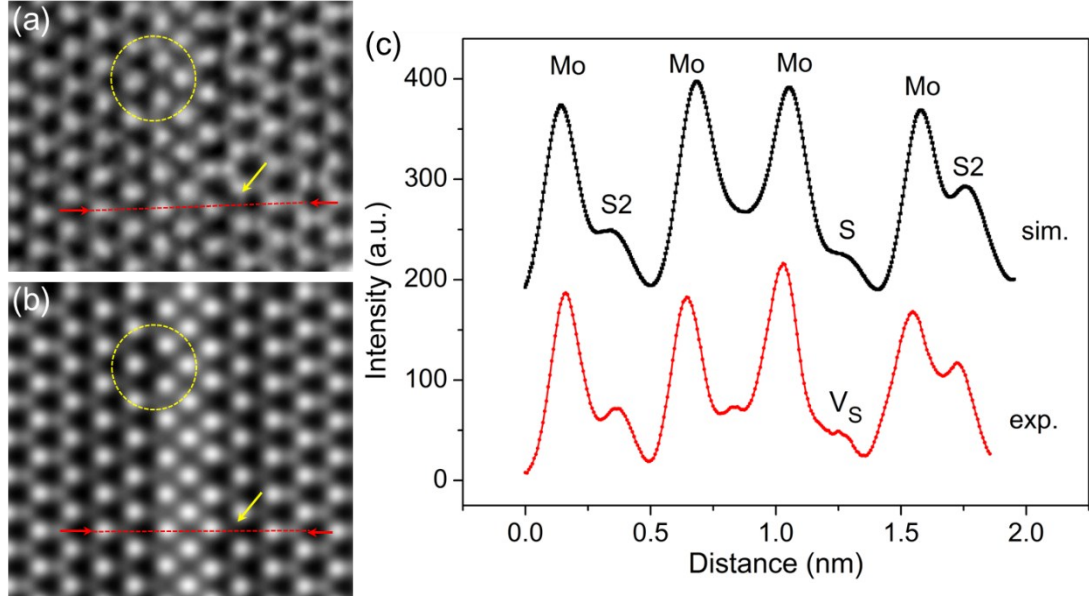 (a)
(b)
(c)
Mo
Mo
Mo
Mo
S2
S
S2
sim.
V_S
exp.
400
300
200
100
0
Intensity (a.u.)
0.0
0.5
1.0
1.5
2.0
Distance (nm)